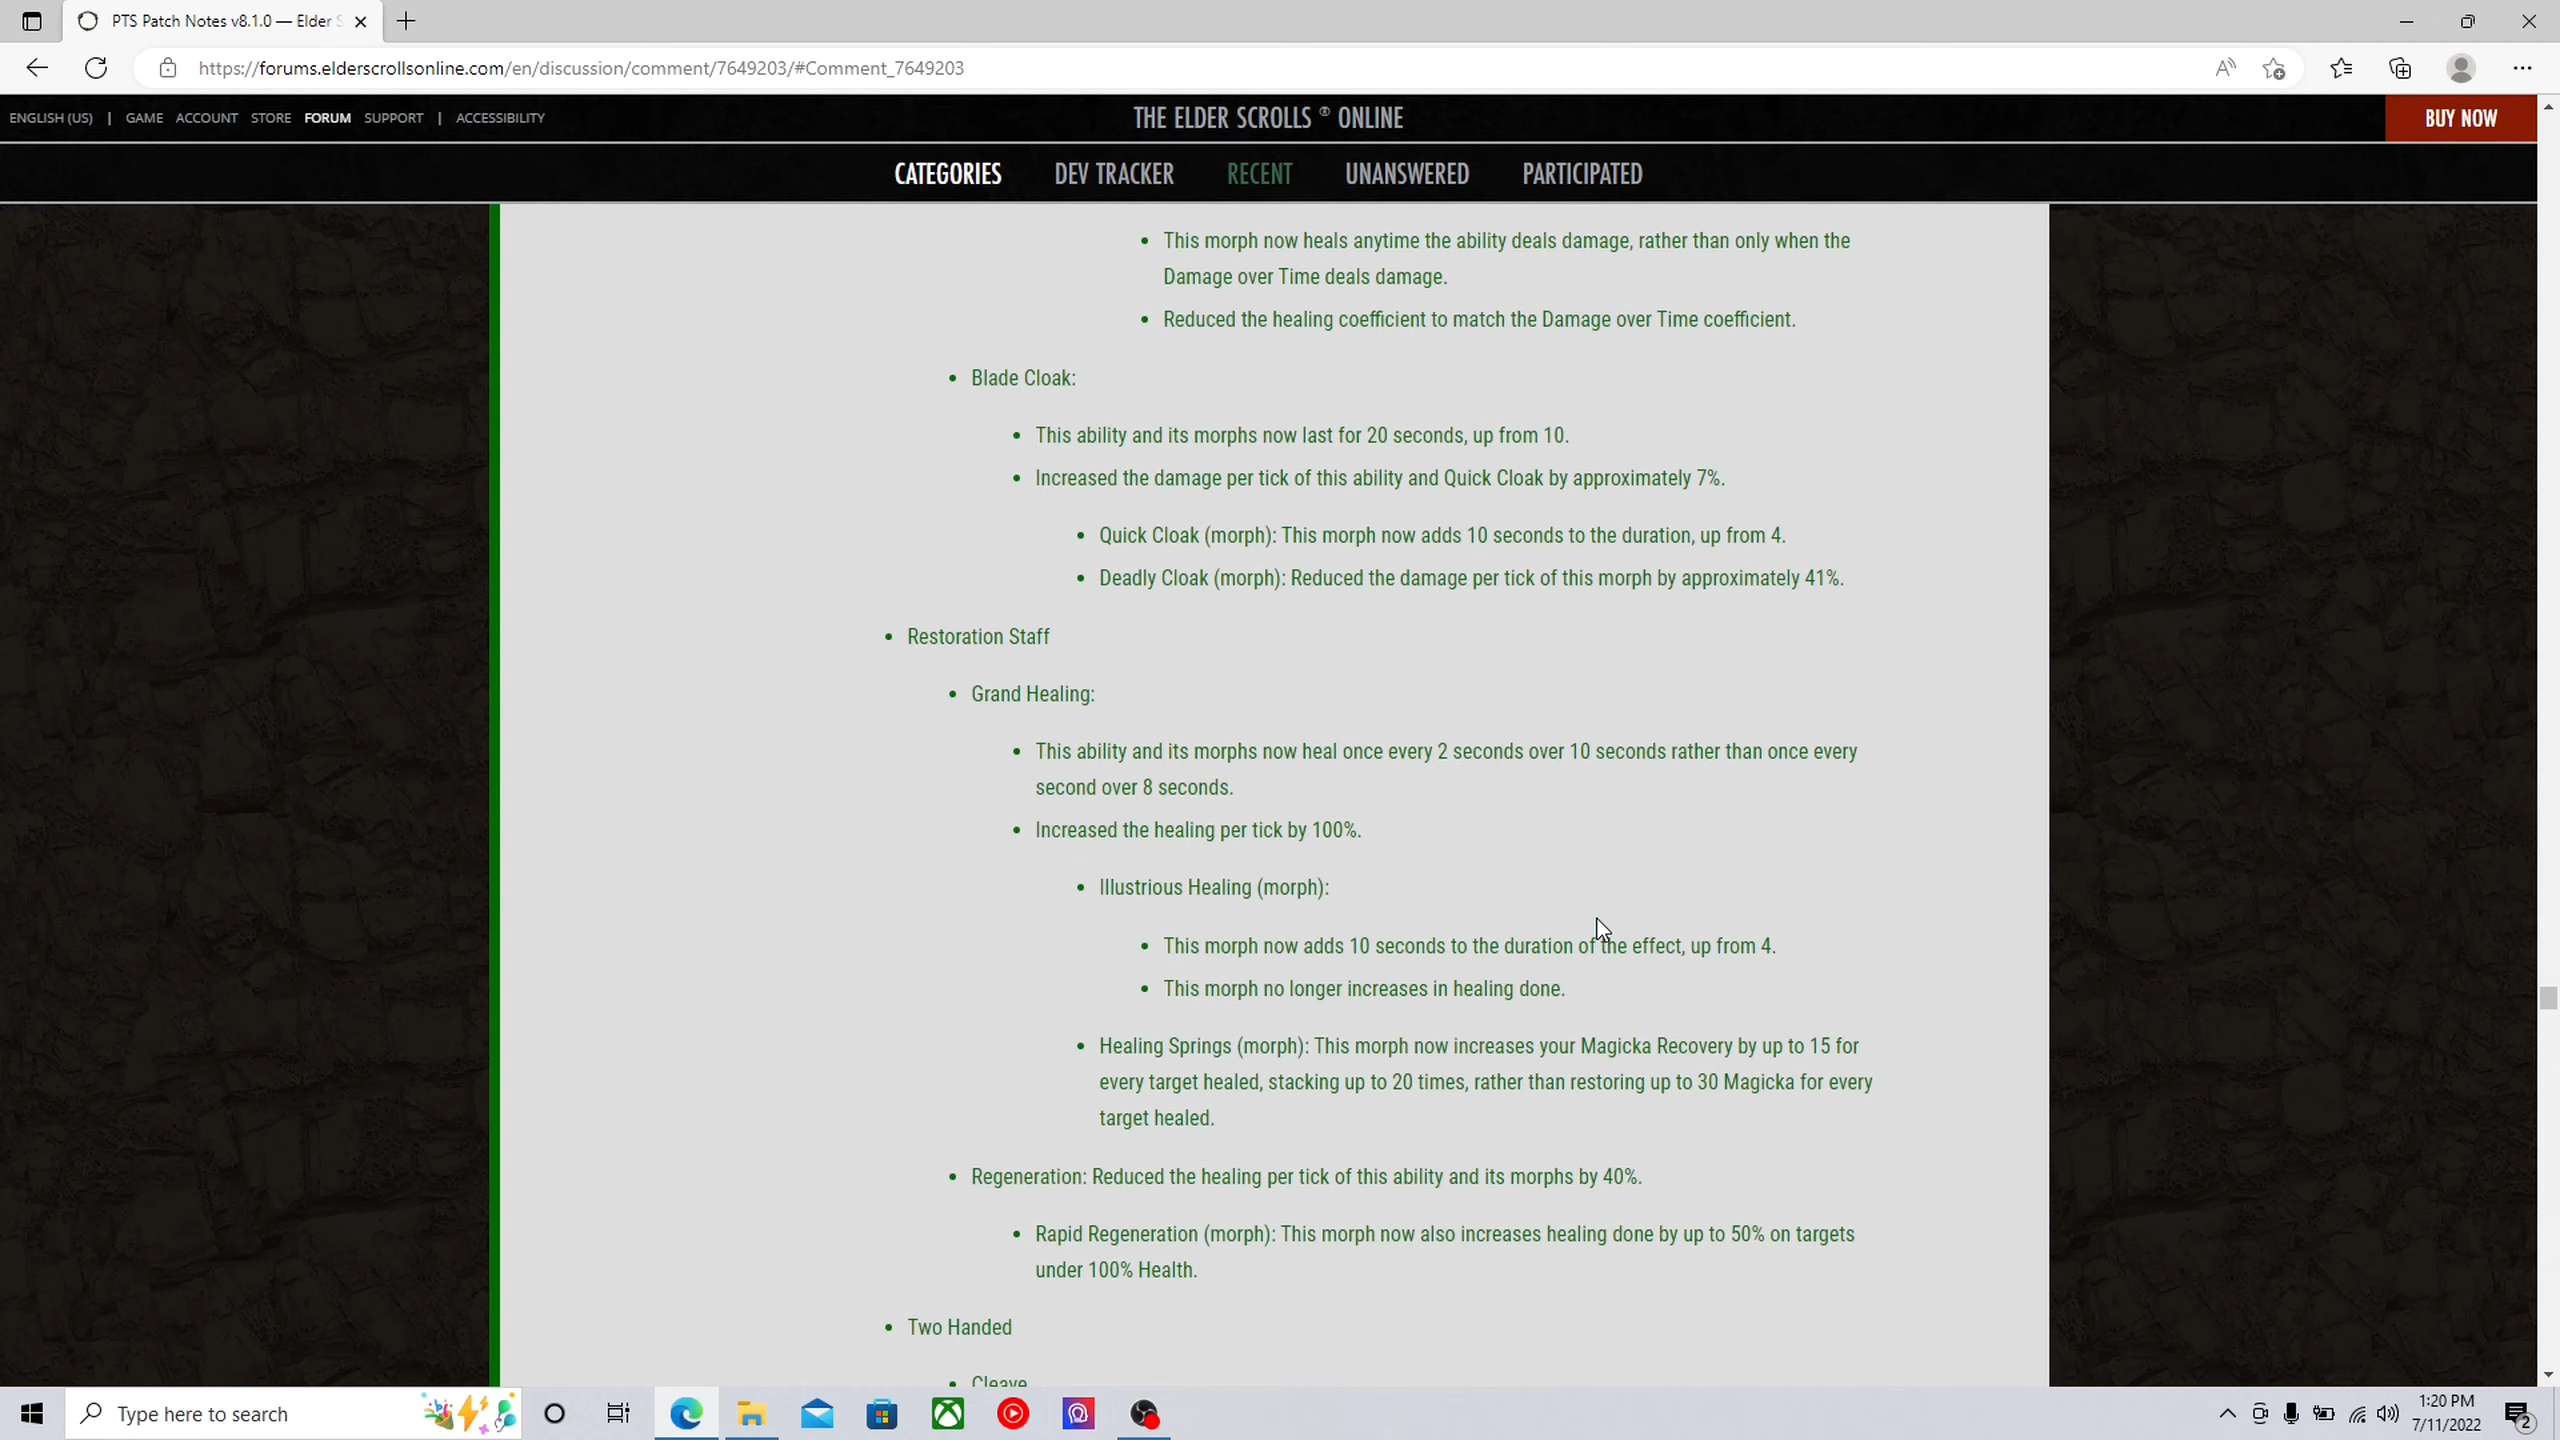 PTS Patch Notes v8.1.0 — Elder S
https://forums.elderscrollsonline.com/en/discussion/comment/7649203/#Comment_7649203
ENGLISH (US) | GAME ACCOUNT STORE FORUM SUPPORT | ACCESSIBILITY
THE ELDER SCROLLS ® ONLINE
BUY NOW
CATEGORIES DEV TRACKER RECENT UNANSWERED PARTICIPATED
• This morph now heals anytime the ability deals damage, rather than only when the
Damage over Time deals damage.
• Reduced the healing coefficient to match the Damage over Time coefficient.
• Blade Cloak:
• This ability and its morphs now last for 20 seconds, up from 10.
• Increased the damage per tick of this ability and Quick Cloak by approximately 7%.
• Quick Cloak (morph): This morph now adds 10 seconds to the duration, up from 4.
• Deadly Cloak (morph): Reduced the damage per tick of this morph by approximately 41%.
• Restoration Staff
• Grand Healing:
• This ability and its morphs now heal once every 2 seconds over 10 seconds rather than once every
second over 8 seconds.
• Increased the healing per tick by 100%.
• Illustrious Healing (morph):
• This morph now adds 10 seconds to the duration of the effect, up from 4.
• This morph no longer increases in healing done.
• Healing Springs (morph): This morph now increases your Magicka Recovery by up to 15 for
every target healed, stacking up to 20 times, rather than restoring up to 30 Magicka for every
target healed.
• Regeneration: Reduced the healing per tick of this ability and its morphs by 40%.
• Rapid Regeneration (morph): This morph now also increases healing done by up to 50% on targets
under 100% Health.
• Two Handed
• Cleave
Type here to search
1:20 PM
7/11/2022
2